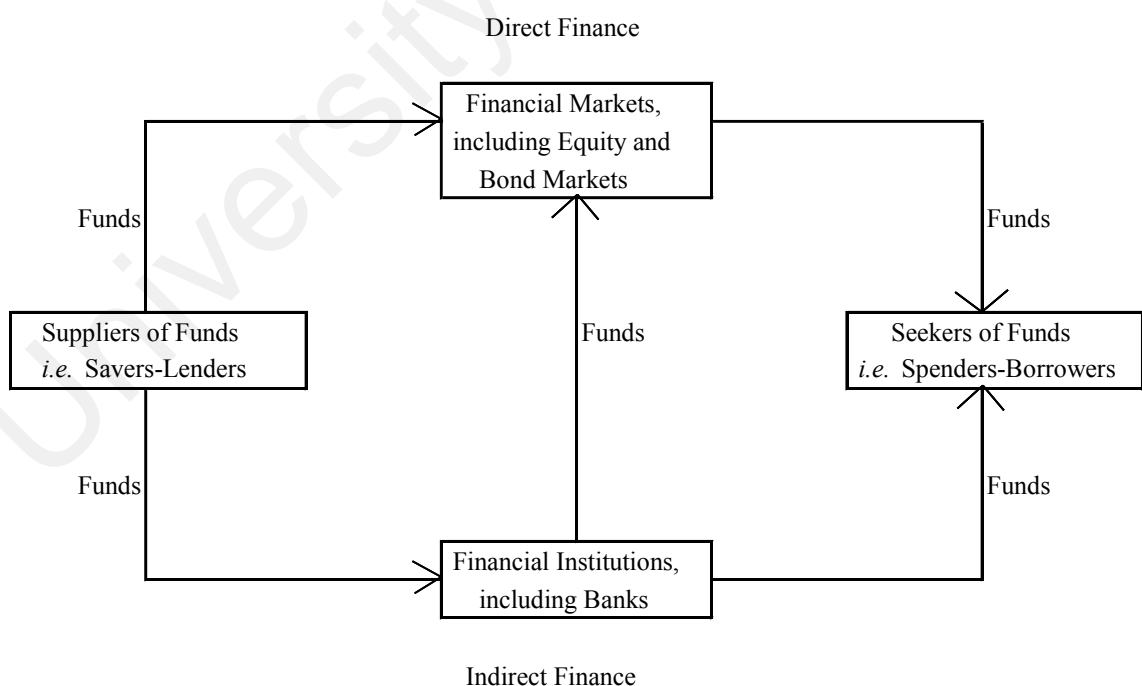 Direct Finance
Financial Markets,
including Equity and
Bond Markets
Funds
Funds
Suppliers of Funds
i.e. Savers-Lenders
Funds
Seekers of Funds
i.e. Spenders-Borrowers
Funds
Funds
Financial Institutions,
including Banks
Indirect Finance
University